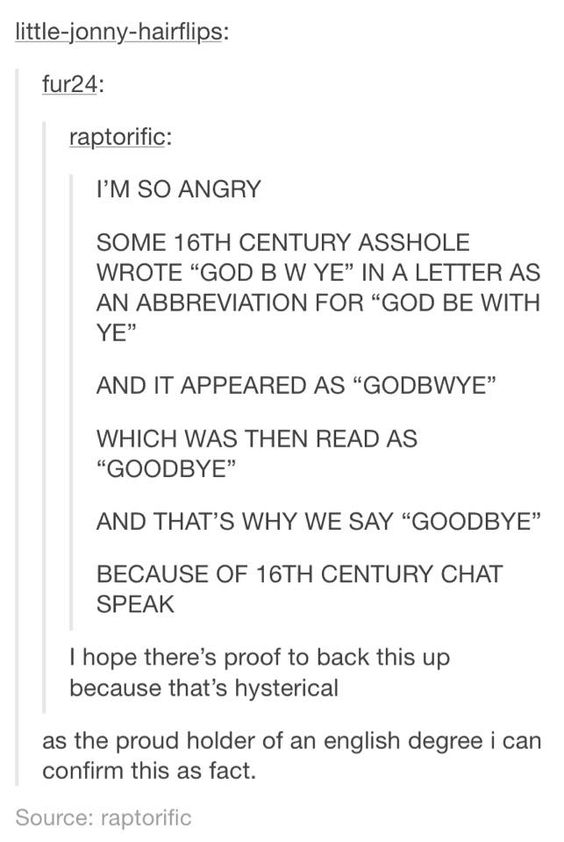 little-jonny-hairflips:
fur24:
raptorific:
I’M SO ANGRY
SOME 16TH CENTURY ASSHOLE
WROTE “GOD B W YE” IN A LETTER AS
AN ABBREVIATION FOR “GOD BE WITH
YE”
AND IT APPEARED AS “GODBWYE”
WHICH WAS THEN READ AS
“GOODBYE”
AND THAT’S WHY WE SAY “GOODBYE”
BECAUSE OF 16TH CENTURY CHAT
SPEAK
I hope there’s proof to back this up
because that’s hysterical
as the proud holder of an english degree i can
confirm this as fact.
Source: raptorific